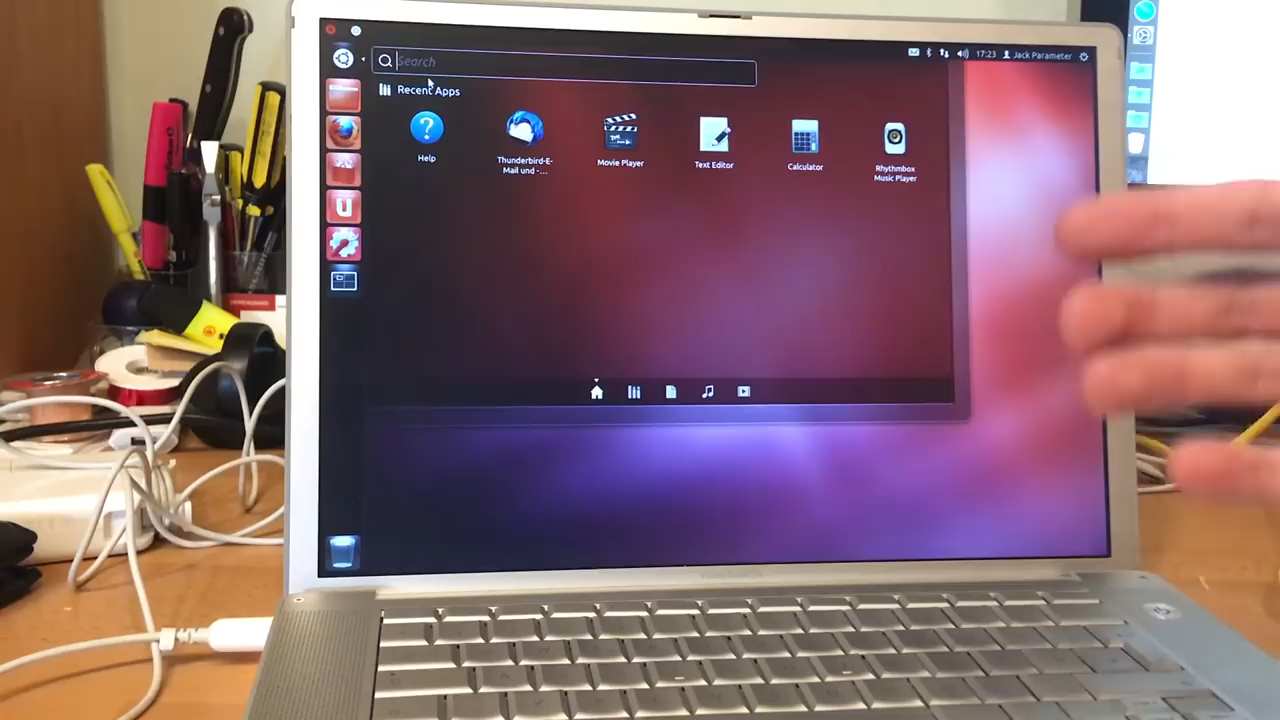 Search
17:23 Jack Parameter
Recent Apps
Help
Thunderbird-E-
Mail und -...
Movie Player
Text Editor
Calculator
Rhythmbox
Music Player